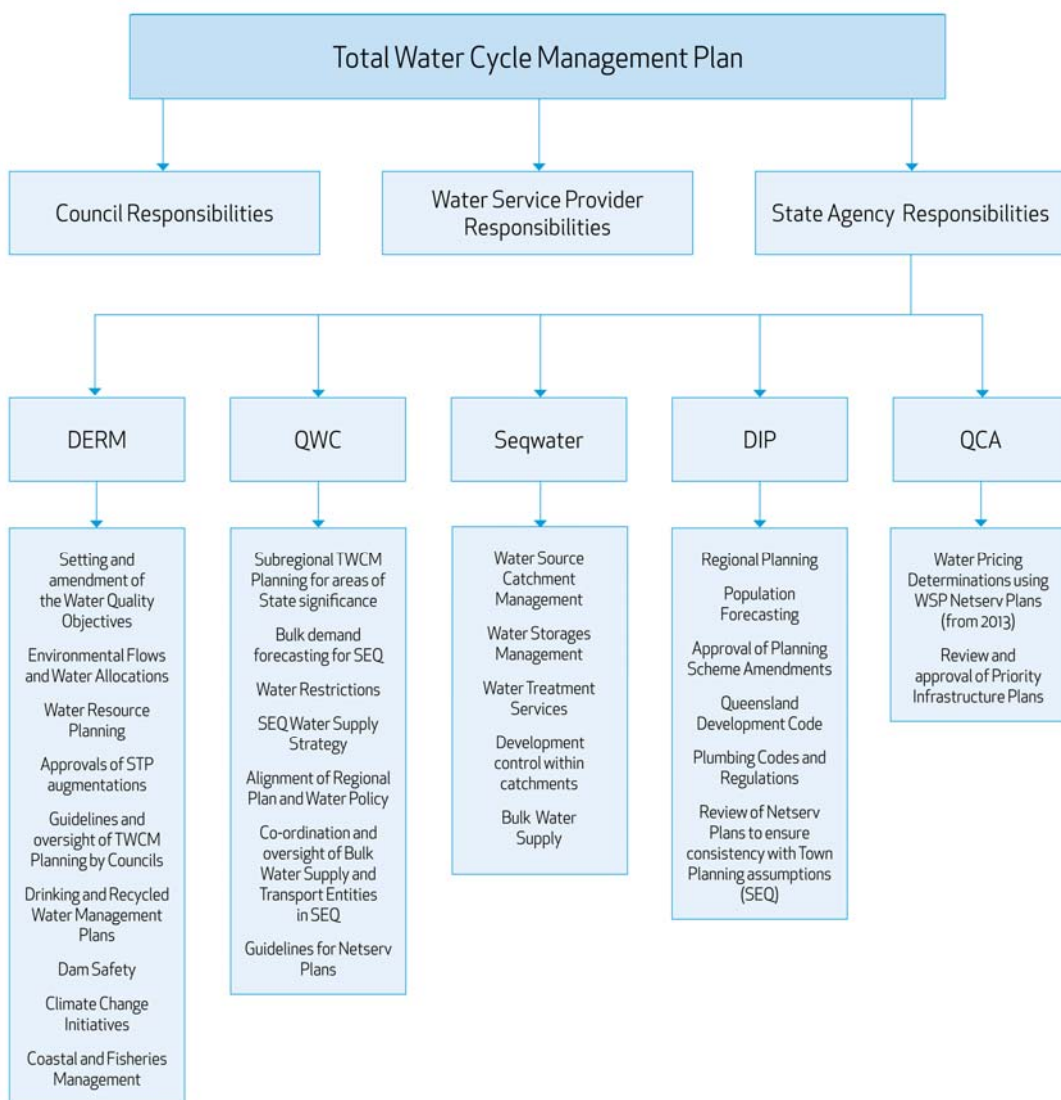 Total Water Cycle Management Plan
Council Responsibilities
Water Service Provider
Responsibilities
State Agency Responsibilities
DERM
QWC
Seqwater
DIP
QCA
Setting and
amendment of
the Water Quality
Objectives
Environmental Flows
and Water Allocations
Water Resource
Planning
Approvals of STP
augmentations
Guidelines and
oversight of TWCM
Planning by Councils
Drinking and Recycled
Water Management
Plans
Dam Safety
Climate Change
Initiatives
Coastal and Fisheries
Management
Subregional TWCM
Planning for areas of
State significance
Bulk demand
forecasting for SEQ
Water Restrictions
SEQ Water Supply
Strategy
Alignment of Regional
Plan and Water Policy
Co-ordination and
oversight of Bulk
Water Supply and
Transport Entities
in SEQ
Guidelines for Netserv
Plans
Water Source
Catchment
Management
Water Storages
Management
Water Treatment
Services
Development
control within
catchments
Bulk Water
Supply
Regional Planning
Population
Forecasting
Approval of Planning
Scheme Amendments
Queensland
Development Code
Plumbing Codes and
Regulations
Review of Netserv
Plans to ensure
consistency with Town
Planning assumptions
(SEQ)
Water Pricing
Determinations using
WSP Netserv Plans
(from 2013)
Review and
approval of Priority
Infrastructure Plans